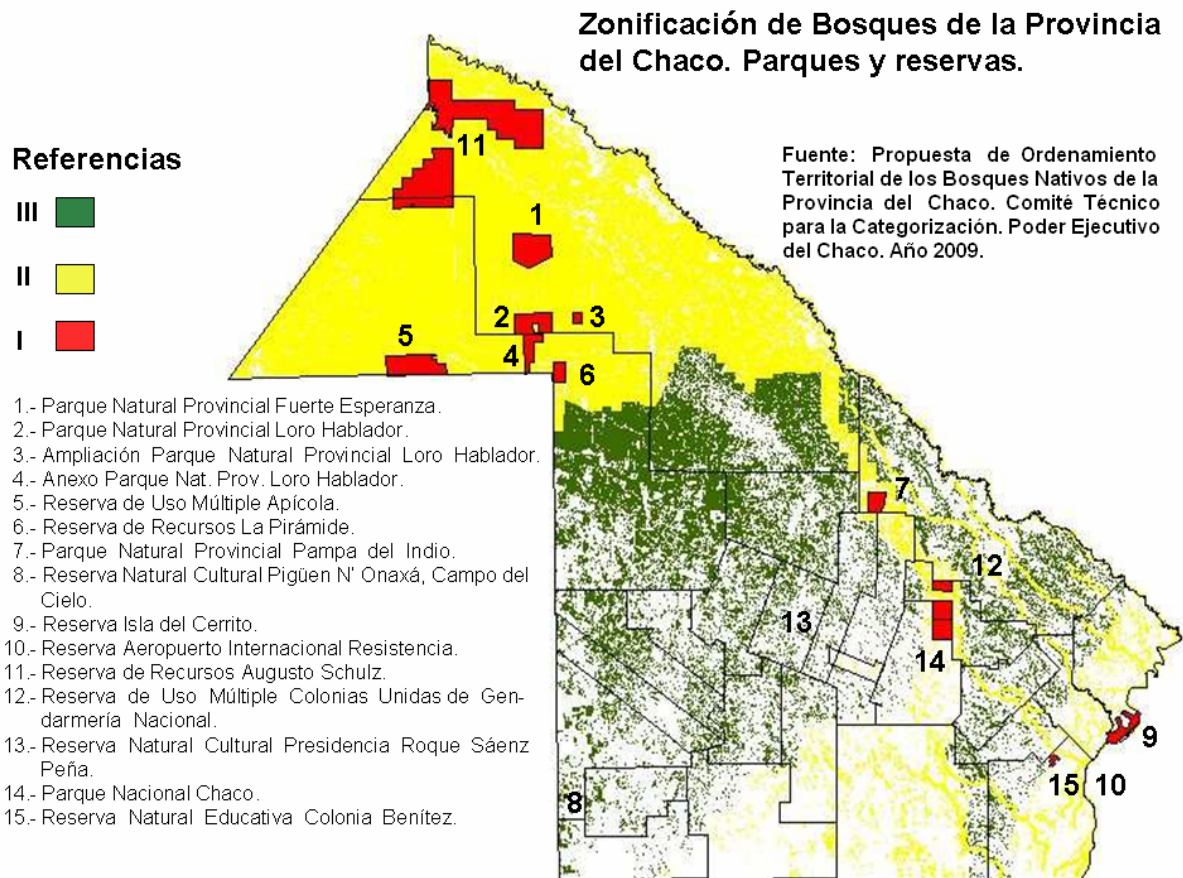 Zonificación de Bosques de la Provincia
del Chaco. Parques y reservas.
Fuente: Propuesta de Ordenamiento
Territorial de los Bosques Nativos de la
Provincia del Chaco. Comité Técnico
para la Categorización. Poder Ejecutivo
del Chaco. Año 2009.
Referencias
III
II
I
1.- Parque Natural Provincial Fuerte Esperanza.
2.- Parque Natural Provincial Loro Hablador.
3.- Ampliación Parque Natural Provincial Loro Hablador.
4.- Anexo Parque Nat. Prov. Loro Hablador.
5.- Reserva de Uso Múltiple Apícola.
6.- Reserva de Recursos La Pirámide.
7.- Parque Natural Provincial Pampa del Indio.
8.- Reserva Natural Cultural Pigüen N' Onaxá, Campo del
Cielo.
9.- Reserva Isla del Cerrito.
10.- Reserva Aeropuerto Internacional Resistencia.
11.- Reserva de Recursos Augusto Schulz.
12.- Reserva de Uso Múltiple Colonias Unidas de Gen-
darmería Nacional.
13.- Reserva Natural Cultural Presidencia Roque Sáenz
Peña.
14.- Parque Nacional Chaco.
15.- Reserva Natural Educativa Colonia Benítez.
11
1
2
3
5
4
6
7
12
13
14
9
15
10
8